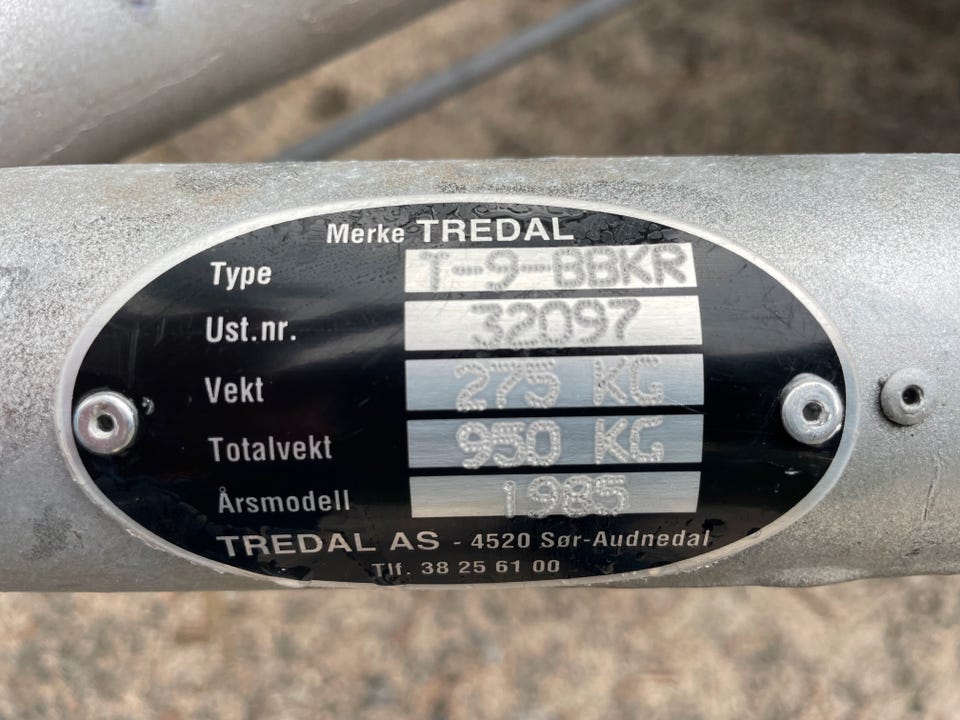 Merke TREDAL
Type T-9-BBKR
Ust.nr. 32097
Vekt 275 KG
Totalvekt 950 KG
Årsmodell 1985
TREDAL AS - 4520 Sør-Audnedal
Tlf. 38 25 61 00